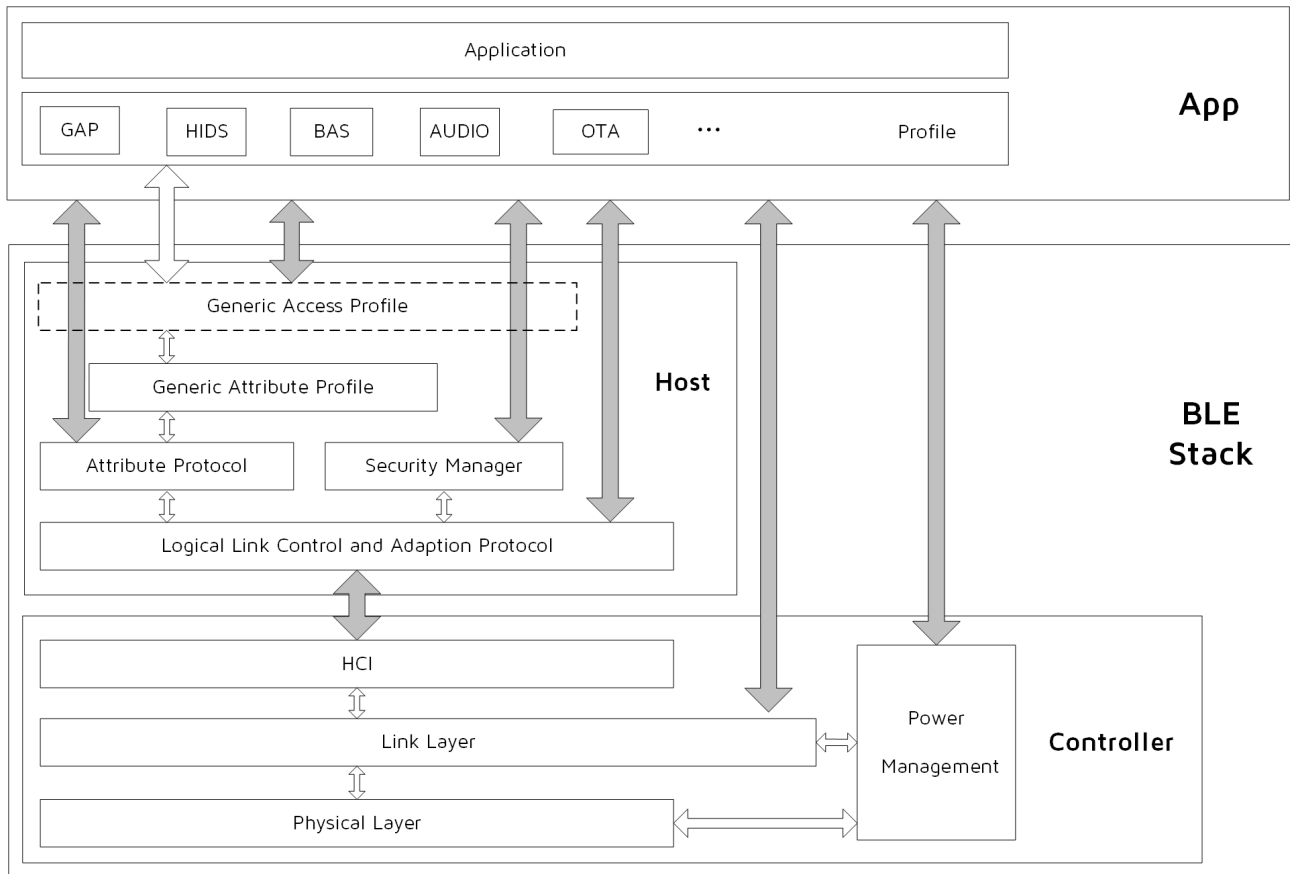 Application
App
GAP
HIDS
BAS
AUDIO
OTA
...
Profile
Generic Access Profile
Generic Attribute Profile
Host
Attribute Protocol
Security Manager
BLE
Stack
Logical Link Control and Adaption Protocol
HCI
Link Layer
Power
Management
Controller
Physical Layer